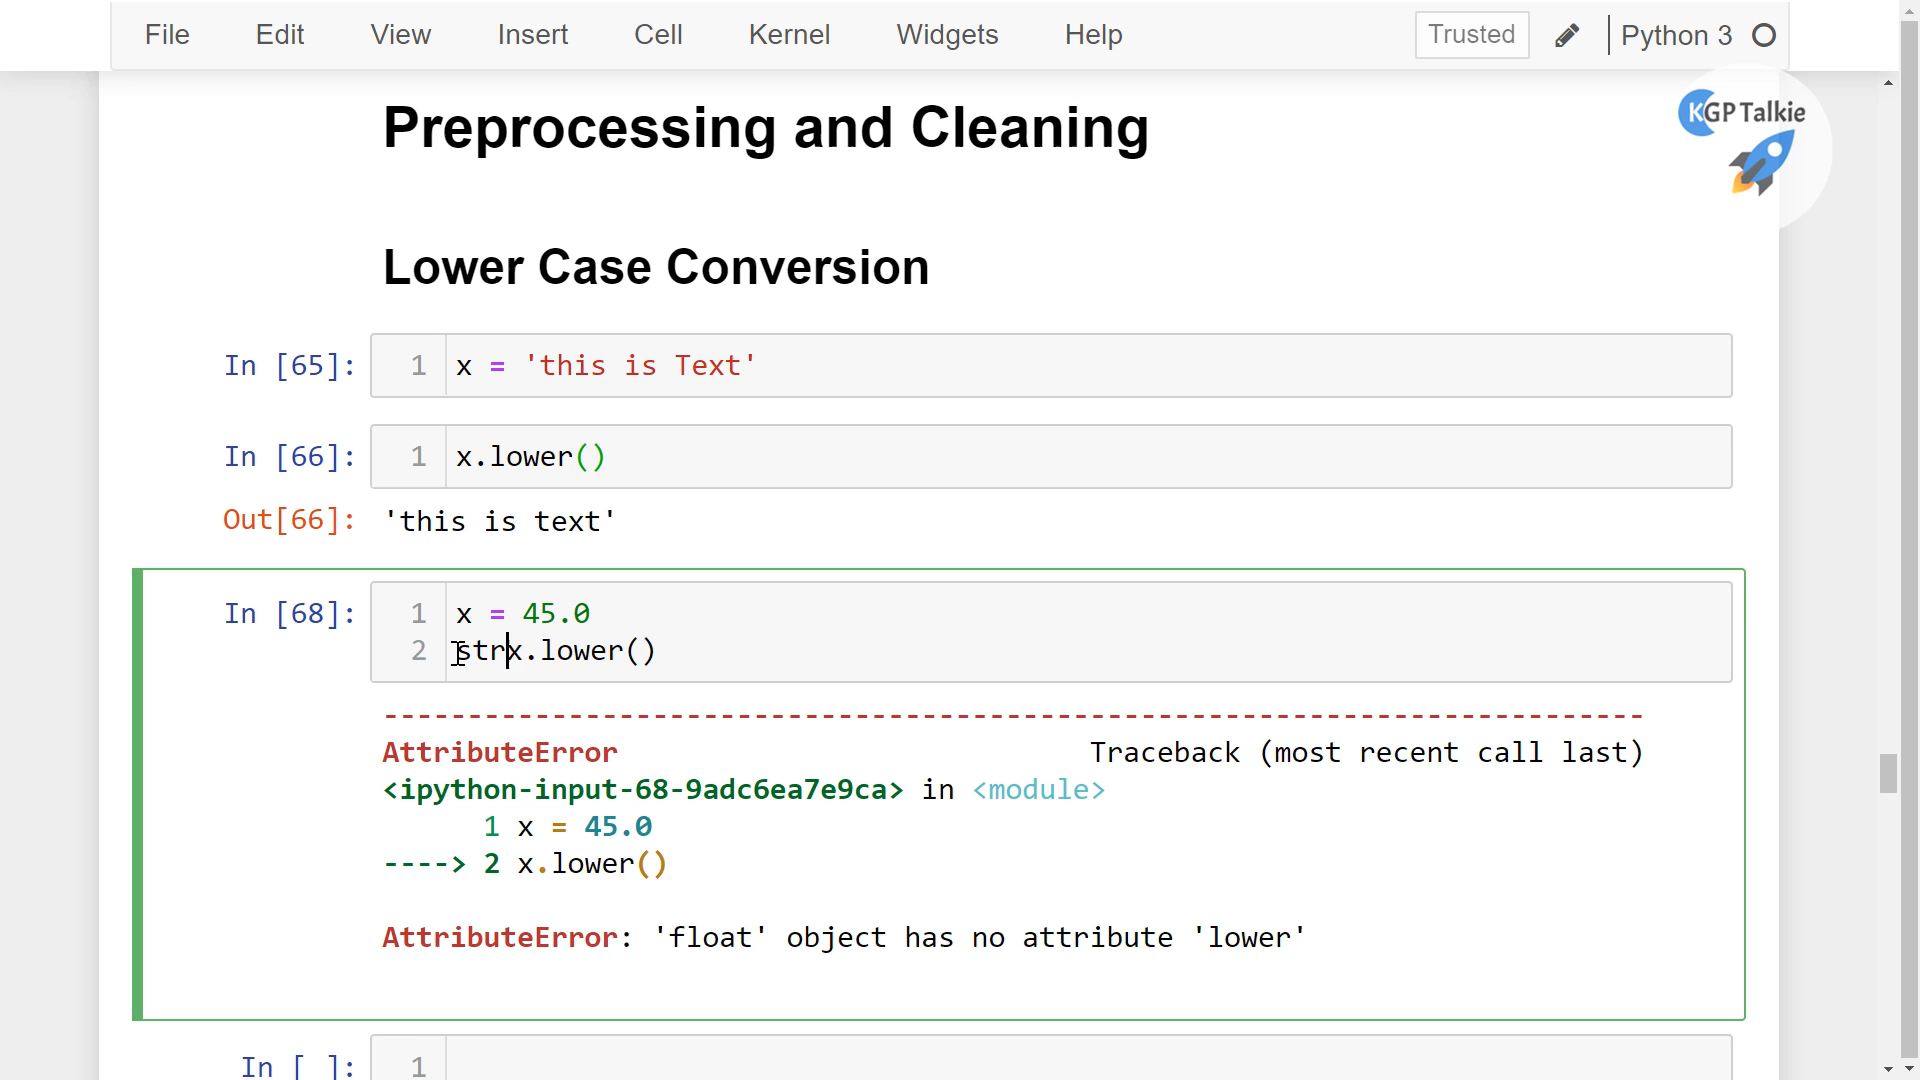 File Edit View Insert Cell Kernel Widgets Help Trusted Python 3
KGP Talkie
Preprocessing and Cleaning
Lower Case Conversion
In [65]: 1 x = 'this is Text'
In [66]: 1 x.lower()
Out[66]: 'this is text'
In [68]: 1 x = 45.0
2 strx.lower()
---------------------------------------------------------------------------
AttributeError Traceback (most recent call last)
<ipython-input-68-9adc6ea7e9ca> in <module>
1 x = 45.0
----> 2 x.lower()
AttributeError: 'float' object has no attribute 'lower'
In [ ]: 1